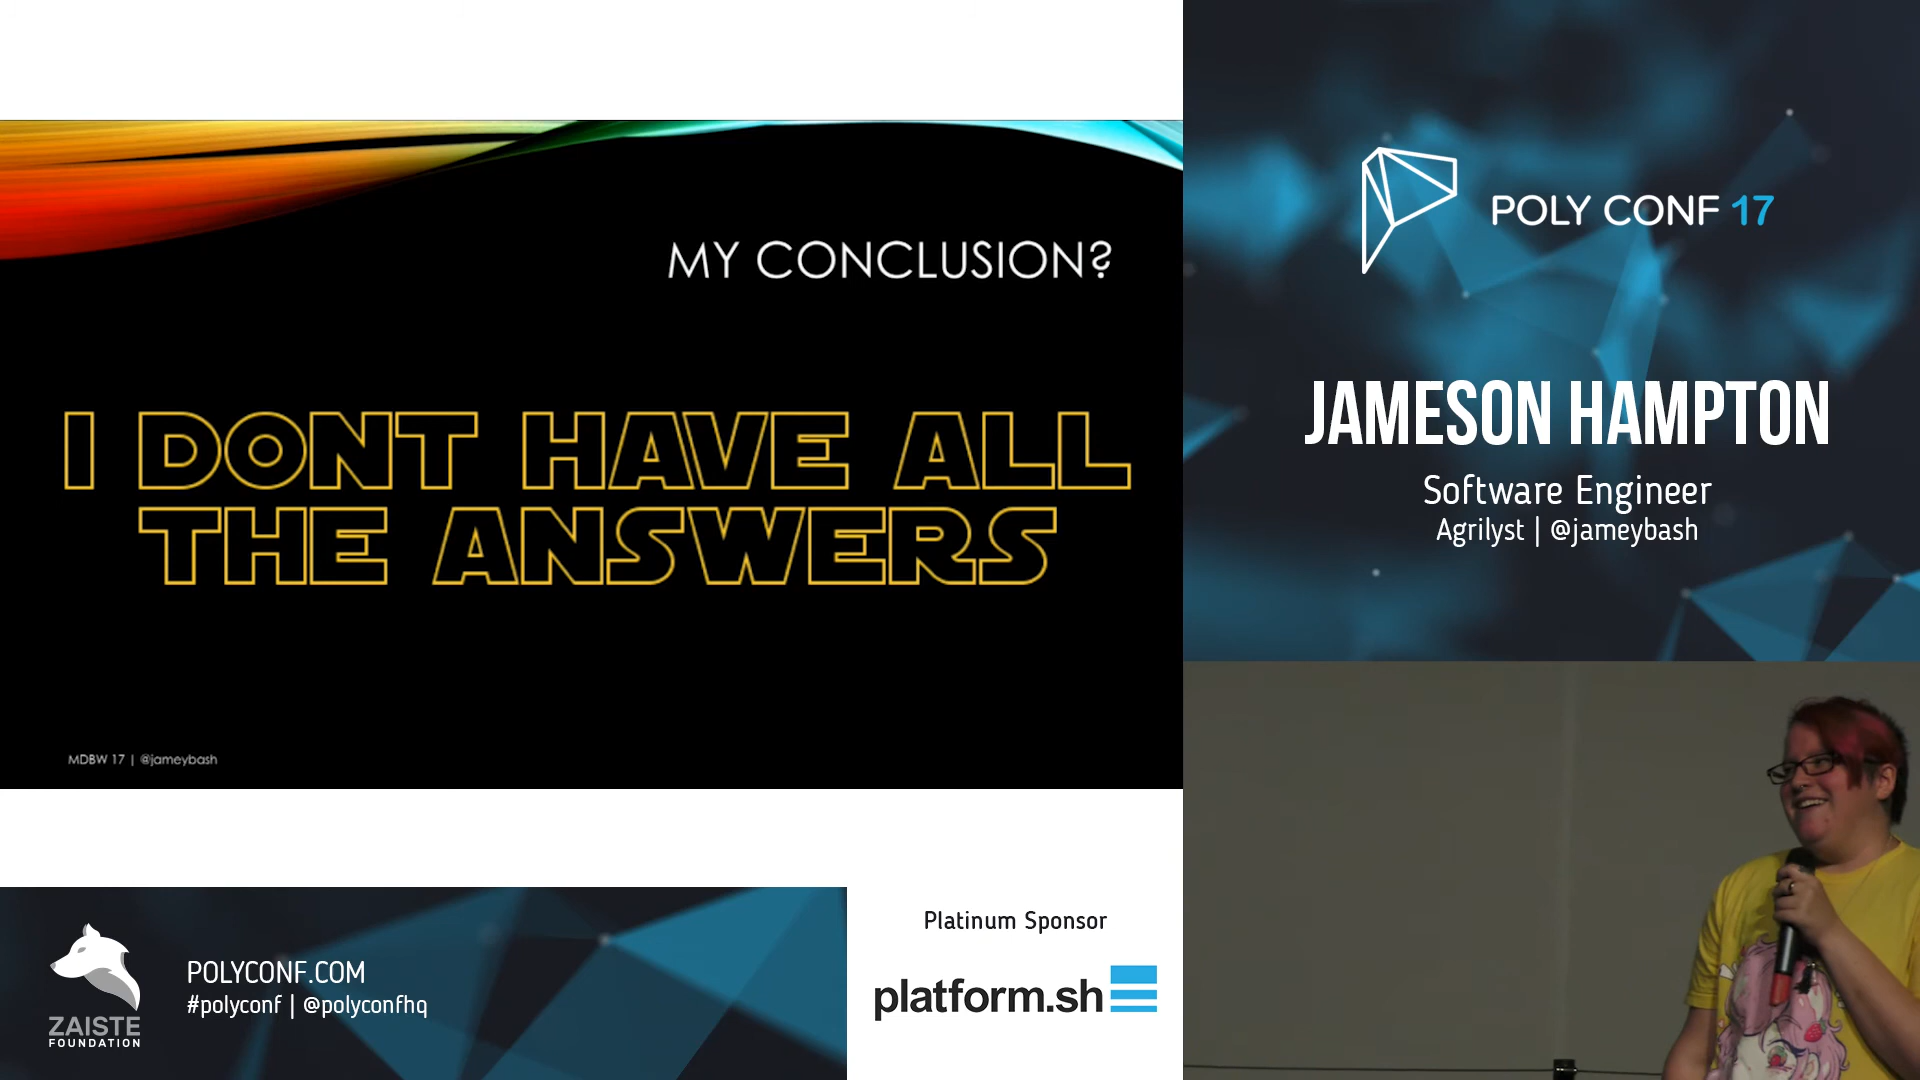 MY CONCLUSION?
I DONT HAVE ALL
THE ANSWERS
MDBW 17 | @jameybash
POLY CONF 17
JAMESON HAMPTON
Software Engineer
Agrilyst | @jameybash
ZAISTE
FOUNDATION
POLYCONF.COM
#polyconf | @polyconfhq
Platinum Sponsor
platform.sh